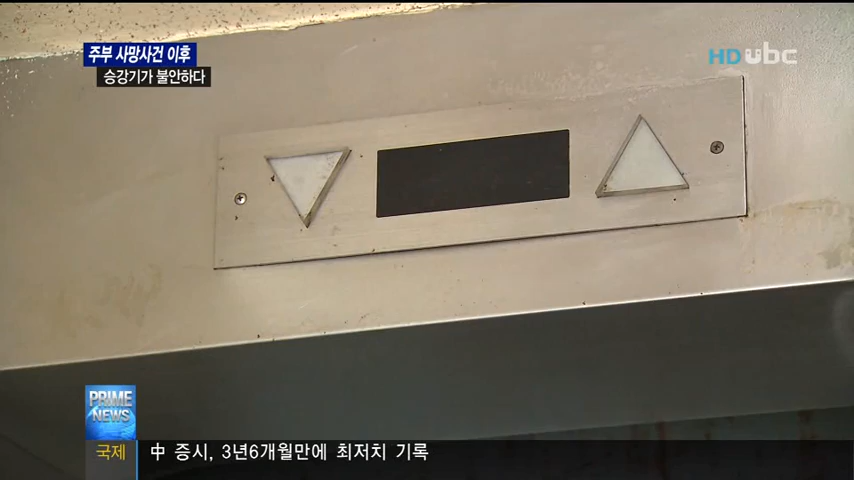 주부 사망사건 이후
승강기가 불안하다
HD ubc
PRIME
NEWS
국제
中 증시, 3년6개월만에 최저치 기록